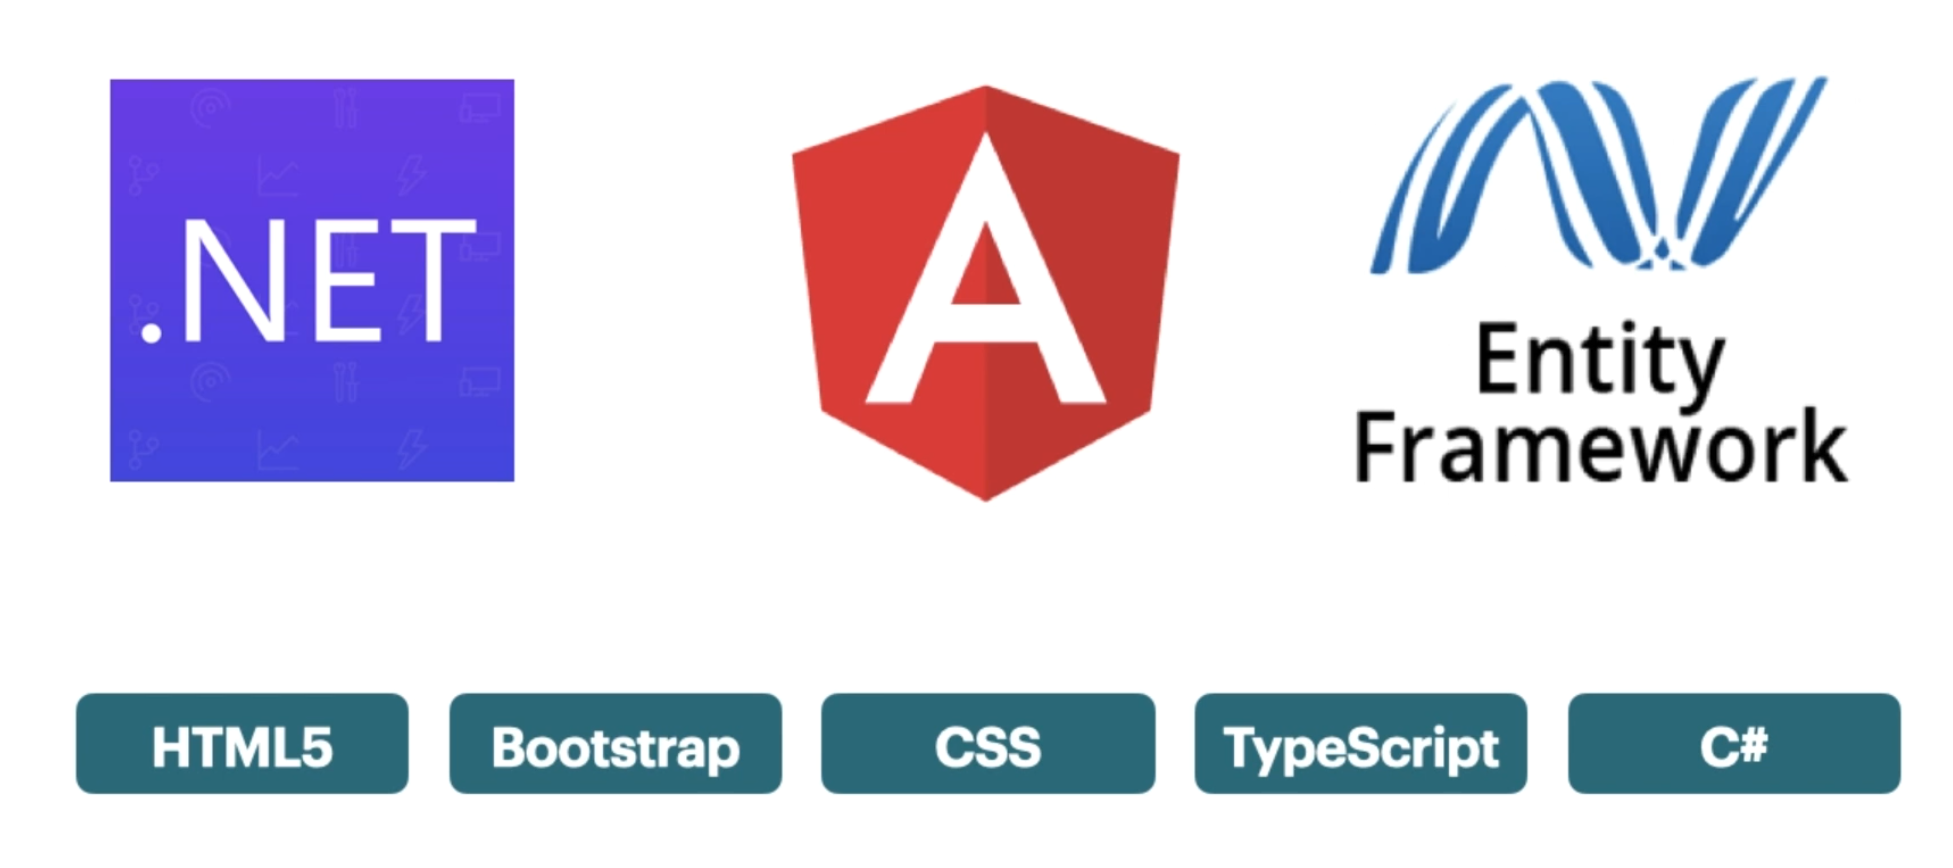 .NET
A
Entity
Framework
HTML5
Bootstrap
CSS
TypeScript
C#